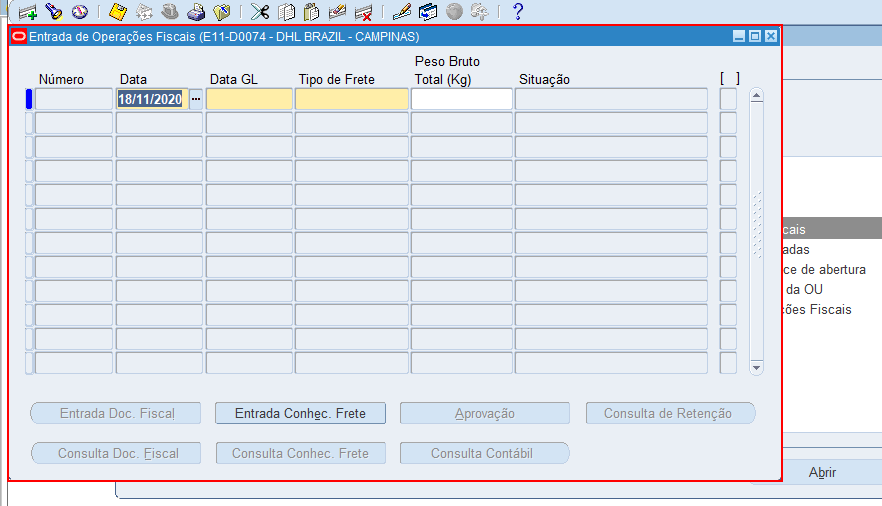 ?
Entrada de Operações Fiscais (E11-D0074 - DHL BRAZIL - CAMPINAS)
Número
Data
Data GL
Tipo de Frete
Peso Bruto
Total (Kg)
Situação
[ ]
18/11/2020
...
cais
adas
ce de abertura
da OU
ões Fiscais
Entrada Doc. Fiscal
Entrada Conhec. Frete
Aprovação
Consulta de Retenção
Consulta Doc. Fiscal
Consulta Conhec. Frete
Consulta Contábil
Abrir